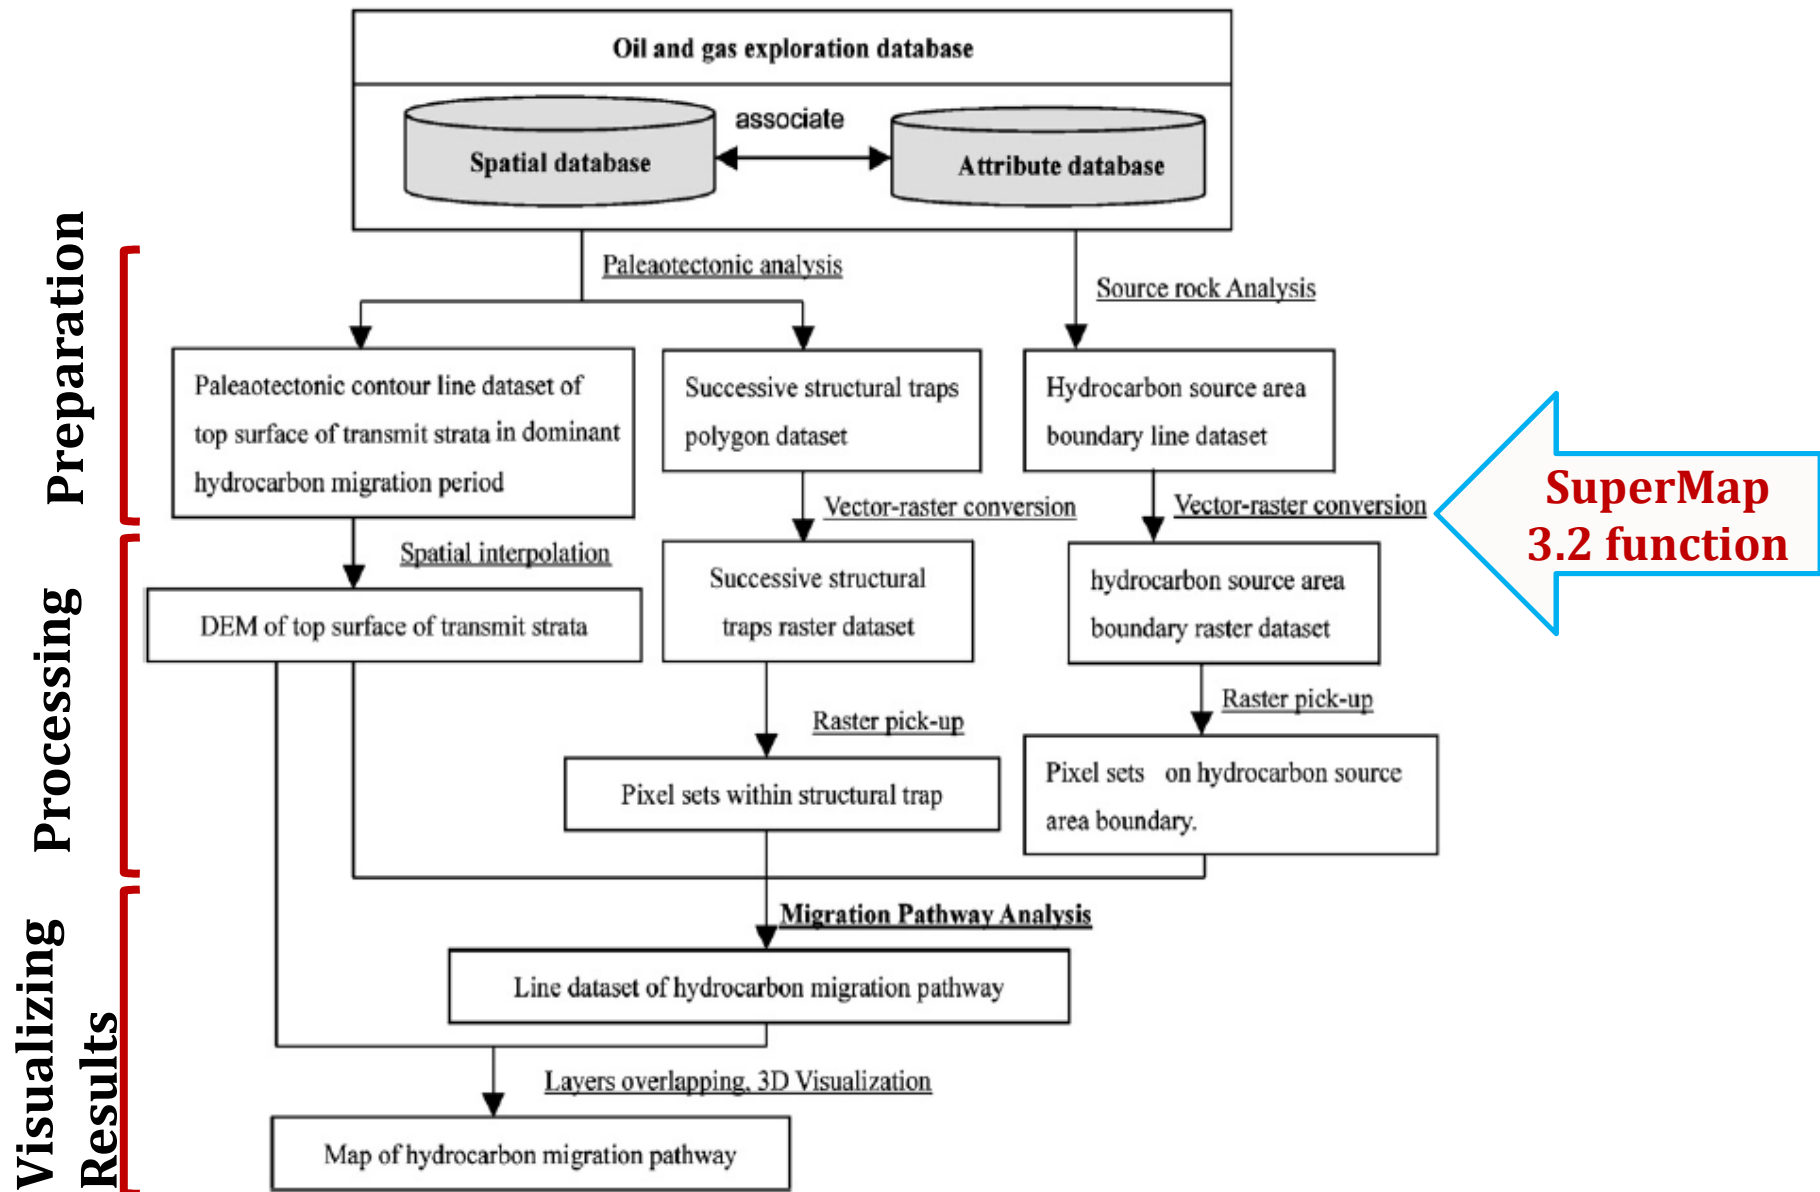 Oil and gas exploration database
associate
Spatial database
Attribute database
Preparation
Paleaotectonic analysis
Source rock Analysis
Paleaotectonic contour line dataset of
top surface of transmit strata in dominant
hydrocarbon migration period
Successive structural traps
polygon dataset
Hydrocarbon source area
boundary line dataset
SuperMap
3.2 function
Vector-raster conversion
Vector-raster conversion
Processing
Spatial interpolation
DEM of top surface of transmit strata
Successive structural
traps raster dataset
hydrocarbon source area
boundary raster dataset
Raster pick-up
Raster pick-up
Pixel sets within structural trap
Pixel sets on hydrocarbon source
area boundary.
Visualizing
Results
Migration Pathway Analysis
Line dataset of hydrocarbon migration pathway
Layers overlapping, 3D Visualization
Map of hydrocarbon migration pathway